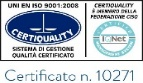 UNI EN ISO 9001:2008
CERTIQUALITY
SISTEMA DI GESTIONE
QUALITÀ CERTIFICATO
CERTIQUALITY
È MEMBRO DELLA
FEDERAZIONE CISQ
IQNet
Certificato n. 10271